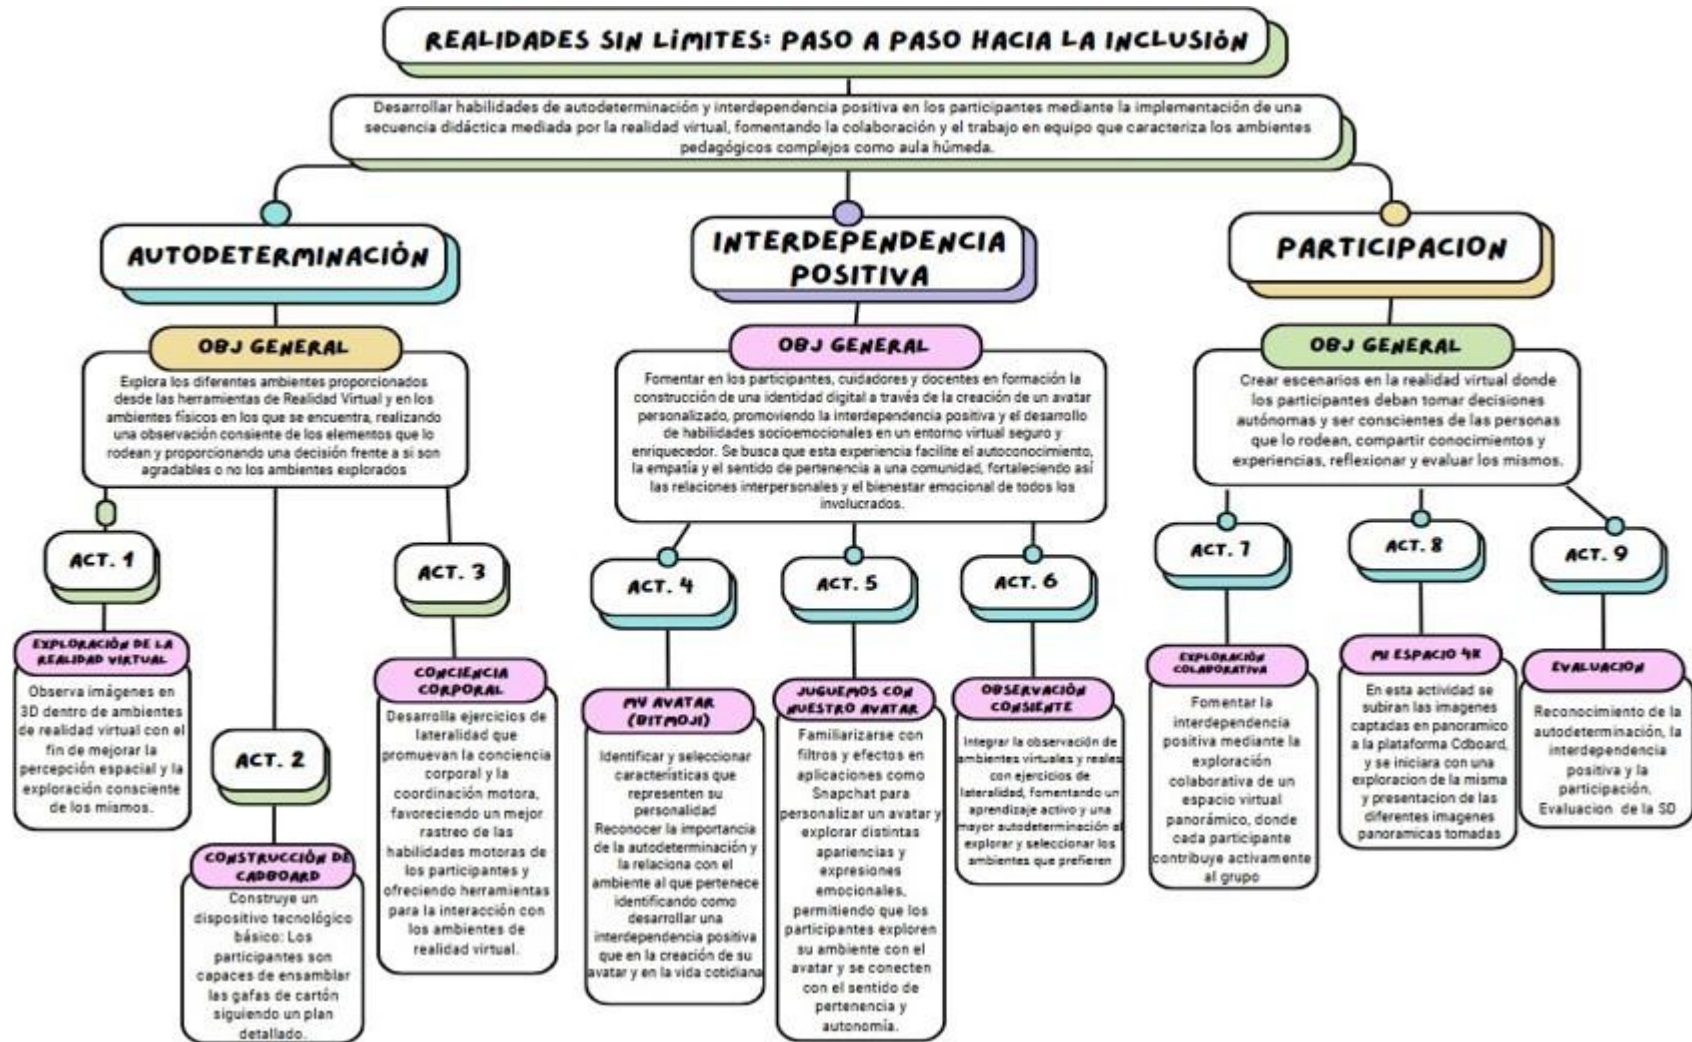 REALIDADES SIN LÍMITES: PASO A PASO HACIA LA INCLUSIÓN
Desarrollar habilidades de autodeterminación y interdependencia positiva en los participantes mediante la implementación de una
secuencia didáctica mediada por la realidad virtual, fomentando la colaboración y el trabajo en equipo que caracteriza los ambientes
pedagógicos complejos como aula húmeda.
AUTODETERMINACIÓN
OBJ GENERAL
Explora los diferentes ambientes proporcionados
desde las herramientas de Realidad Virtual y en los
ambientes físicos en los que se encuentra, realizando
una observación consiente de los elementos que lo
rodean y proporcionando una decisión frente a si son
agradables o no los ambientes explorados
ACT. 1
EXPLORACIÓN DE LA
REALIDAD VIRTUAL
Observa imágenes en
3D dentro de ambientes
de realidad virtual con el
fin de mejorar la
percepción espacial y la
exploración consciente
de los mismos.
ACT. 2
CONSTRUCCIÓN DE
CADBOARD
Construye un
dispositivo tecnológico
básico: Los
participantes son
capaces de ensamblar
las gafas de cartón
siguiendo un plan
detallado.
ACT. 3
CONCIENCIA
CORPORAL
Desarrolla ejercicios de
lateralidad que
promuevan la conciencia
corporal y la
coordinación motora,
favoreciendo un mejor
rastreo de las
habilidades motoras de
los participantes y
ofreciendo herramientas
para la interacción con
los ambientes de
realidad virtual.
INTERDEPENDENCIA
POSITIVA
OBJ GENERAL
Fomentar en los participantes, cuidadores y docentes en formación la
construcción de una identidad digital a través de la creación de un avatar
personalizado, promoviendo la interdependencia positiva y el desarrollo
de habilidades socioemocionales en un entorno virtual seguro y
enriquecedor. Se busca que esta experiencia facilite el autoconocimiento,
la empatía y el sentido de pertenencia a una comunidad, fortaleciendo así
las relaciones interpersonales y el bienestar emocional de todos los
involucrados.
ACT. 4
MY AVATAR
(BITMOJI)
Identificar y seleccionar
características que
representen su
personalidad
Reconocer la importancia
de la autodeterminación y
la relaciona con el
ambiente al que pertenece
identificando como
desarrollar una
interdependencia positiva
que en la creación de su
avatar y en la vida cotidiana
ACT. 5
JUGUEMOS CON
NUESTRO AVATAR
Familiarizarse con
filtros y efectos en
aplicaciones como
Snapchat para
personalizar un avatar y
explorar distintas
apariencias y
expresiones
emocionales,
permitiendo que los
participantes exploren
su ambiente con el
avatar y se conecten
con el sentido de
pertenencia y
autonomía.
ACT. 6
OBSERVACIÓN
CONSIENTE
Integrar la observación de
ambientes virtuales y reales
con ejercicios de
lateralidad, fomentando un
aprendizaje activo y una
mayor autodeterminación al
explorar y seleccionar los
ambientes que prefieren
PARTICIPACION
OBJ GENERAL
Crear escenarios en la realidad virtual donde
los participantes deban tomar decisiones
autónomas y ser conscientes de las personas
que lo rodean, compartir conocimientos y
experiencias, reflexionar y evaluar los mismos.
ACT. 7
EXPLORACIÓN
COLABORATIVA
Fomentar la
interdependencia
positiva mediante la
exploración
colaborativa de un
espacio virtual
panorámico, donde
cada participante
contribuye activamente
al grupo
ACT. 8
MI ESPACIO 4K
En esta actividad se
subiran las imagenes
captadas en panoramico
a la plataforma Cdboard,
y se iniciara con una
exploracion de la misma
y presentacion de las
diferentes imagenes
panoramicas tomadas
ACT. 9
EVALUACION
Reconocimiento de la
autodeterminación, la
interdependencia
positiva y la
participación.
Evaluacion de la SD